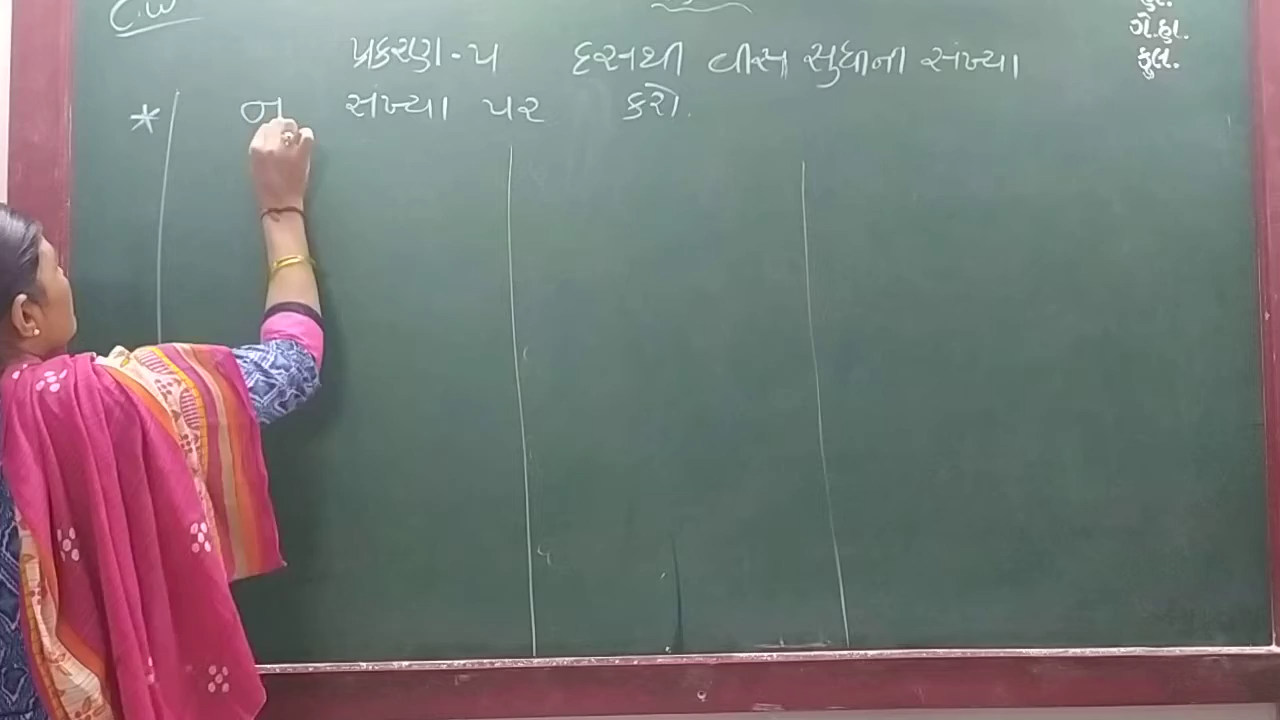 C.W
પ્રકરણ-૫ દસથી વીસ સુધીની સંખ્યા
* સંખ્યા પર કરો.
ગે.હા.
કુલ.